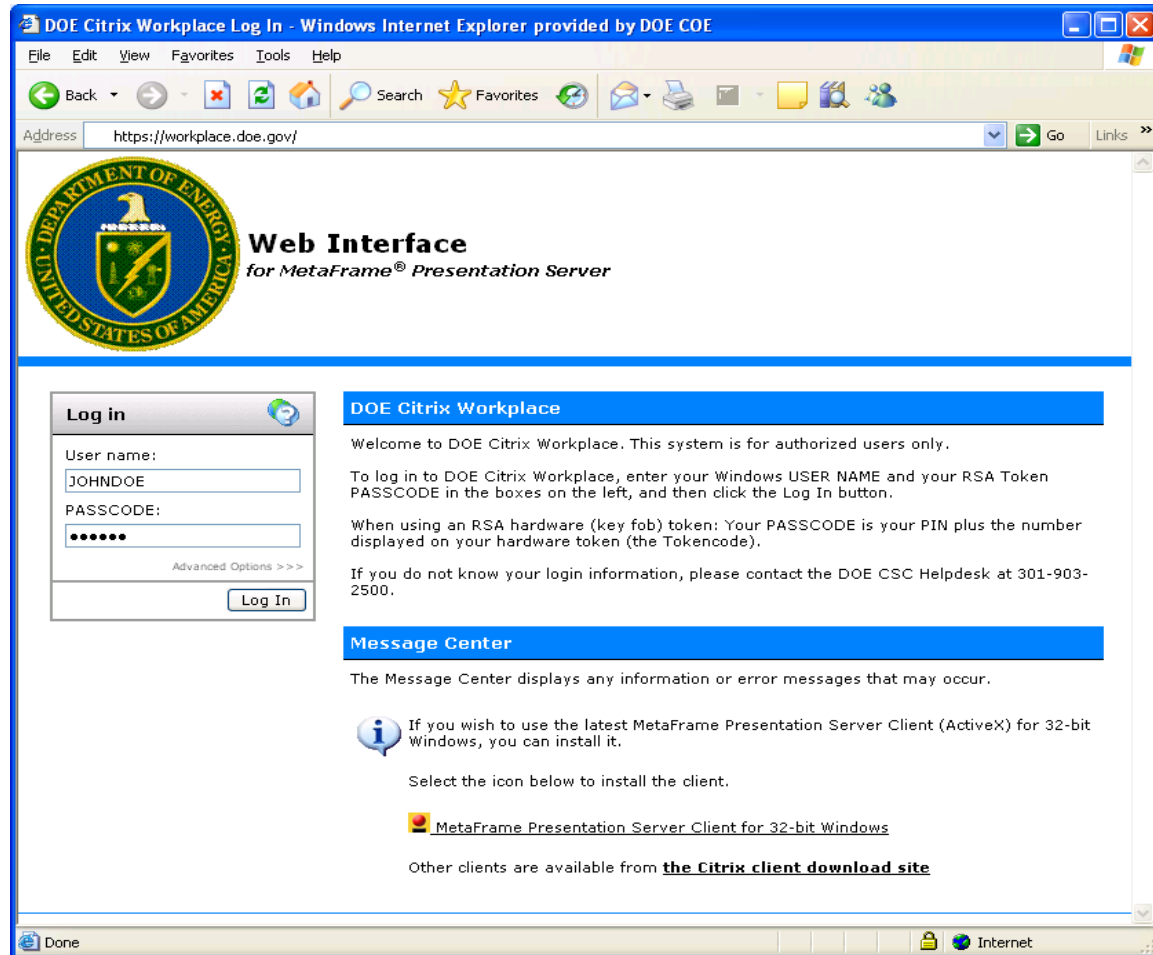 DOE Citrix Workplace Log In - Windows Internet Explorer provided by DOE COE
File Edit View Favorites Tools Help
Back Search Favorites
Address https://workplace.doe.gov/ Go Links »
DEPARTMENT OF ENERGY
UNITED STATES OF AMERICA
Web Interface
for MetaFrame® Presentation Server
Log in
User name:
JOHNDOE
PASSCODE:
••••••
Advanced Options >>>
Log In
DOE Citrix Workplace
Welcome to DOE Citrix Workplace. This system is for authorized users only.
To log in to DOE Citrix Workplace, enter your Windows USER NAME and your RSA Token
PASSCODE in the boxes on the left, and then click the Log In button.
When using an RSA hardware (key fob) token: Your PASSCODE is your PIN plus the number
displayed on your hardware token (the Tokencode).
If you do not know your login information, please contact the DOE CSC Helpdesk at 301-903-
2500.
Message Center
The Message Center displays any information or error messages that may occur.
If you wish to use the latest MetaFrame Presentation Server Client (ActiveX) for 32-bit
Windows, you can install it.
Select the icon below to install the client.
MetaFrame Presentation Server Client for 32-bit Windows
Other clients are available from the Citrix client download site
Done Internet